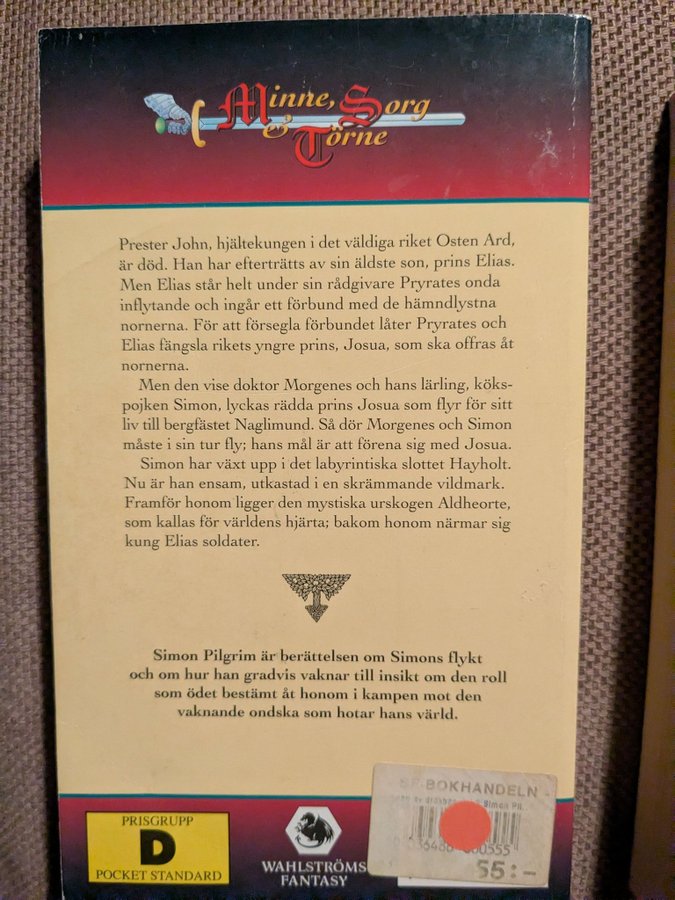 Minne, Sorg
& Törne
Prester John, hjältekungen i det väldiga riket Osten Ard,
är död. Han har efterträtts av sin äldste son, prins Elias.
Men Elias står helt under sin rådgivare Pryrates onda
inflytande och ingår ett förbund med de hämndlystna
nornerna. För att försegla förbundet låter Pryrates och
Elias fängsla rikets yngre prins, Josua, som ska offras åt
nornerna.
Men den vise doktor Morgenes och hans lärling, köks-
pojken Simon, lyckas rädda prins Josua som flyr för sitt
liv till bergfästet Naglimund. Så dör Morgenes och Simon
måste i sin tur fly; hans mål är att förena sig med Josua.
Simon har växt upp i det labyrintiska slottet Hayholt.
Nu är han ensam, utkastad i en skrämmande vildmark.
Framför honom ligger den mystiska urskogen Aldheorte,
som kallas för världens hjärta; bakom honom närmar sig
kung Elias soldater.
Simon Pilgrim är berättelsen om Simons flykt
och om hur han gradvis vaknar till insikt om den roll
som ödet bestämt åt honom i kampen mot den
vaknande ondska som hotar hans värld.
PRISGRUPP
D
POCKET STANDARD
WAHLSTRÖMS
FANTASY
SF-BOKHANDELN
Simon Pil.
55:-